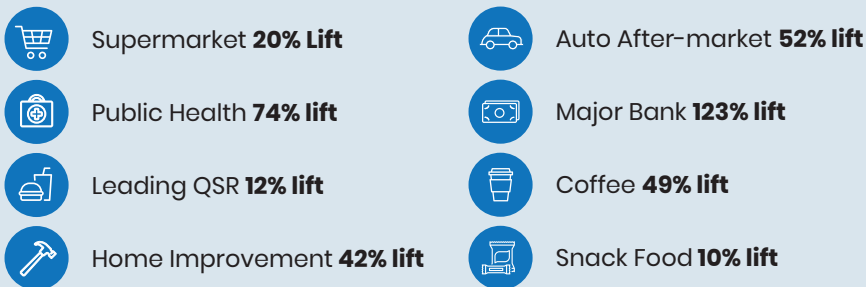 Supermarket 20% Lift
Public Health 74% lift
Leading QSR 12% lift
Home Improvement 42% lift
Auto After-market 52% lift
Major Bank 123% lift
Coffee 49% lift
Snack Food 10% lift